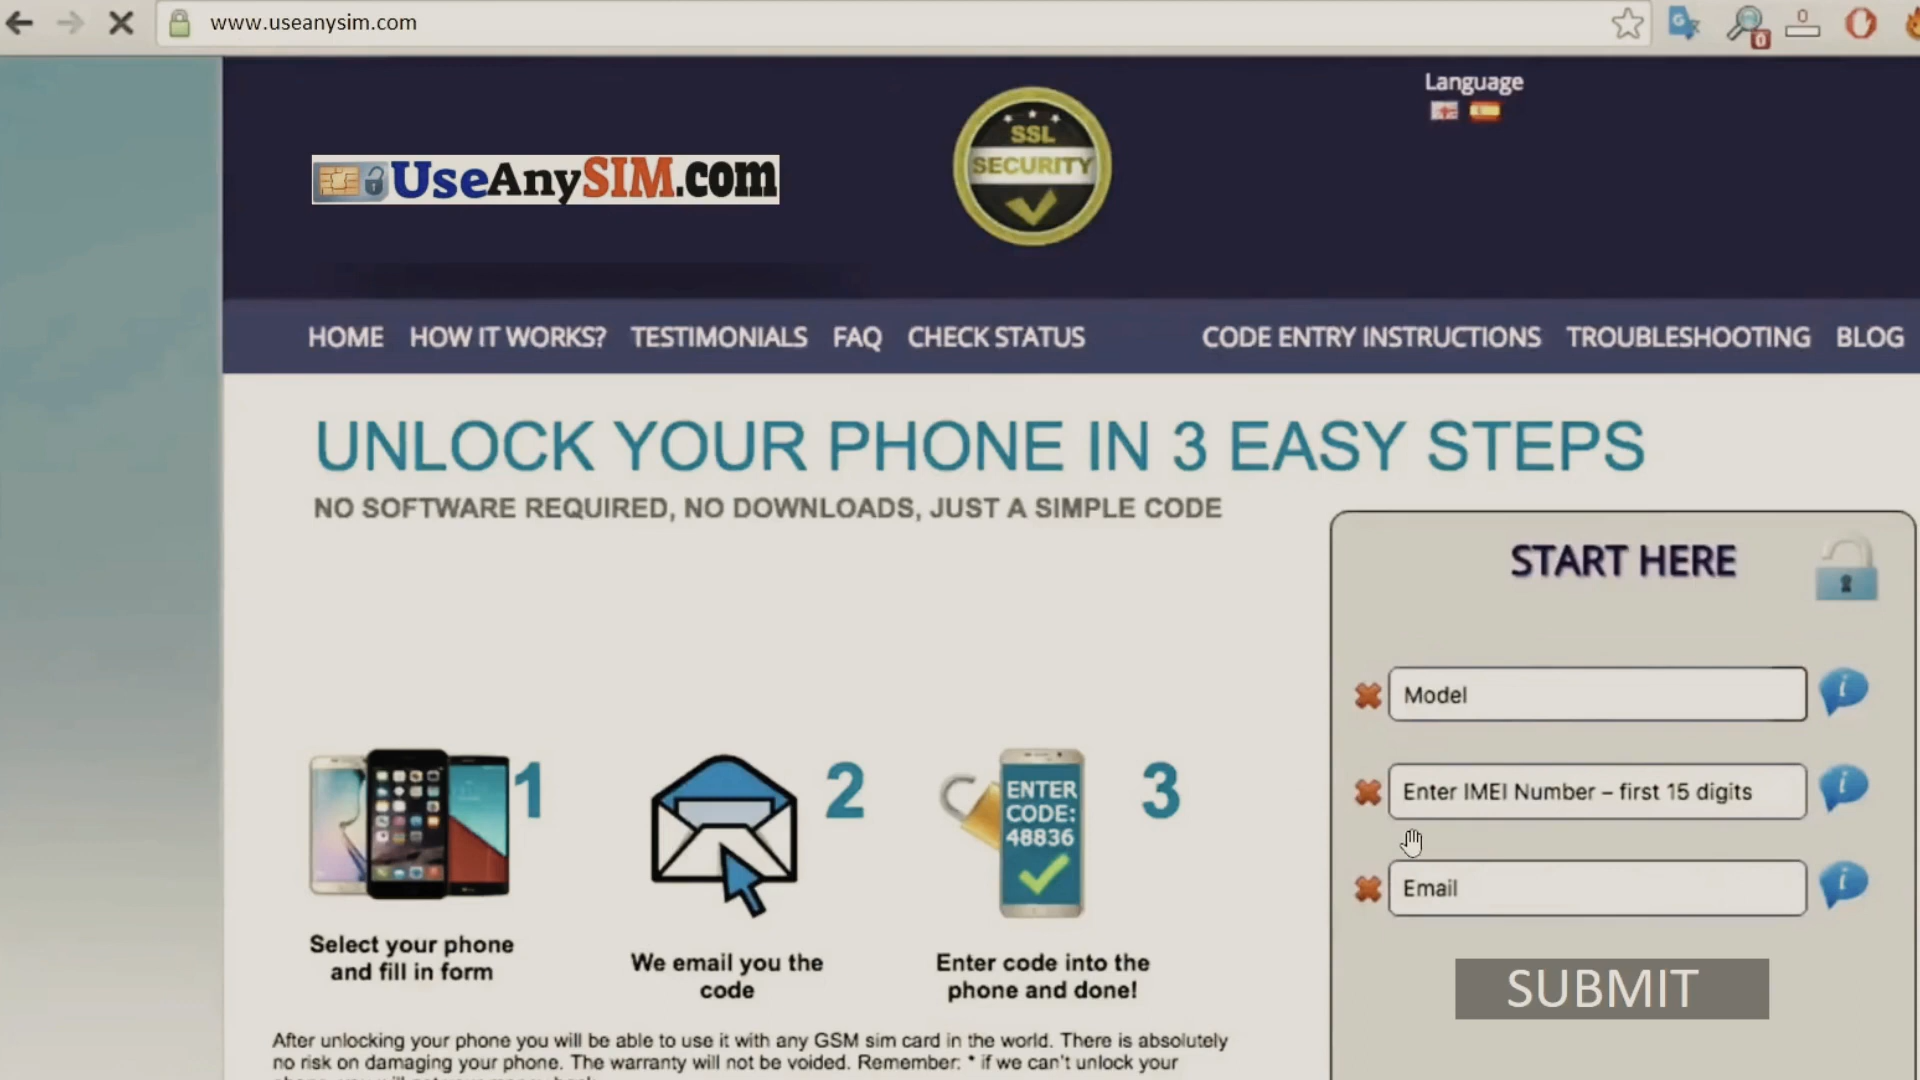 www.useanysim.com
Language
SSL
SECURITY
UseAnySIM.com
HOME HOW IT WORKS? TESTIMONIALS FAQ CHECK STATUS CODE ENTRY INSTRUCTIONS TROUBLESHOOTING BLOG
UNLOCK YOUR PHONE IN 3 EASY STEPS
NO SOFTWARE REQUIRED, NO DOWNLOADS, JUST A SIMPLE CODE
START HERE
Model
Enter IMEI Number – first 15 digits
Email
SUBMIT
1
Select your phone
and fill in form
2
We email you the
code
ENTER
CODE:
48836
3
Enter code into the
phone and done!
After unlocking your phone you will be able to use it with any GSM sim card in the world. There is absolutely
no risk on damaging your phone. The warranty will not be voided. Remember: * if we can't unlock your